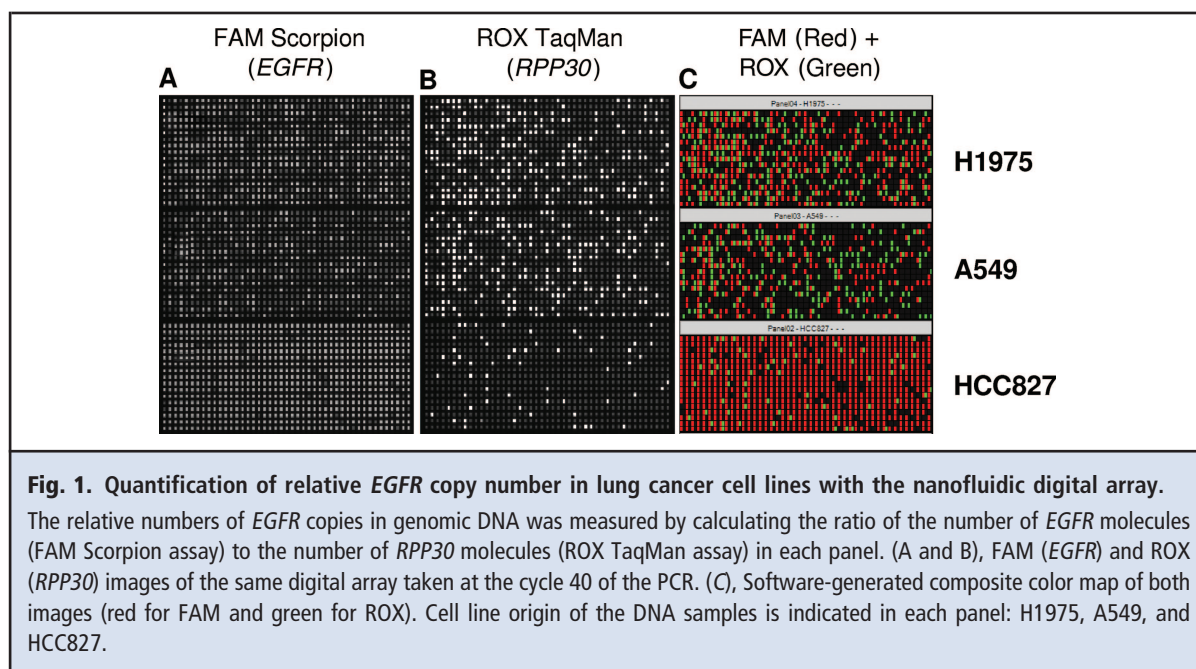 FAM Scorpion
(EGFR)
ROX TaqMan
(RPP30)
FAM (Red) +
ROX (Green)
A
B
C
Panel04 - H1975 - - -
H1975
Panel03 - A549 - - -
A549
Panel02 - HCC827 - - -
HCC827
Fig. 1. Quantification of relative EGFR copy number in lung cancer cell lines with the nanofluidic digital array.
The relative numbers of EGFR copies in genomic DNA was measured by calculating the ratio of the number of EGFR molecules
(FAM Scorpion assay) to the number of RPP30 molecules (ROX TaqMan assay) in each panel. (A and B), FAM (EGFR) and ROX
(RPP30) images of the same digital array taken at the cycle 40 of the PCR. (C), Software-generated composite color map of both
images (red for FAM and green for ROX). Cell line origin of the DNA samples is indicated in each panel: H1975, A549, and
HCC827.